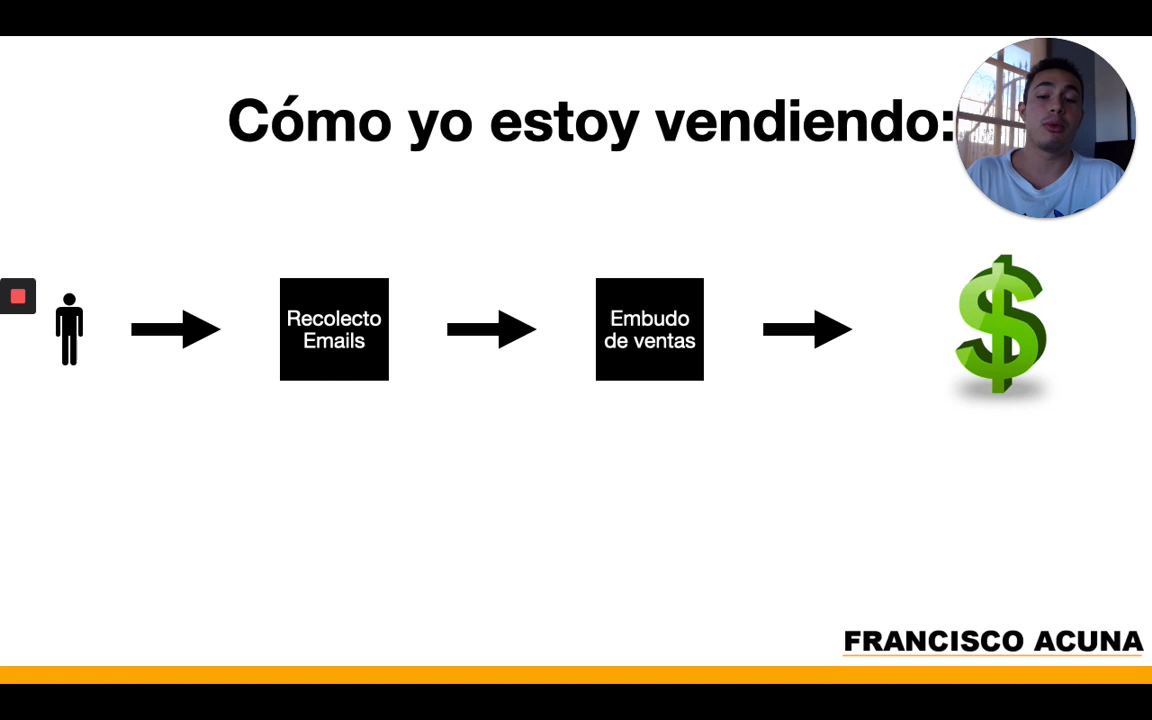 Cómo yo estoy vendiendo:
Recolecto
Emails
Embudo
de ventas
FRANCISCO ACUNA